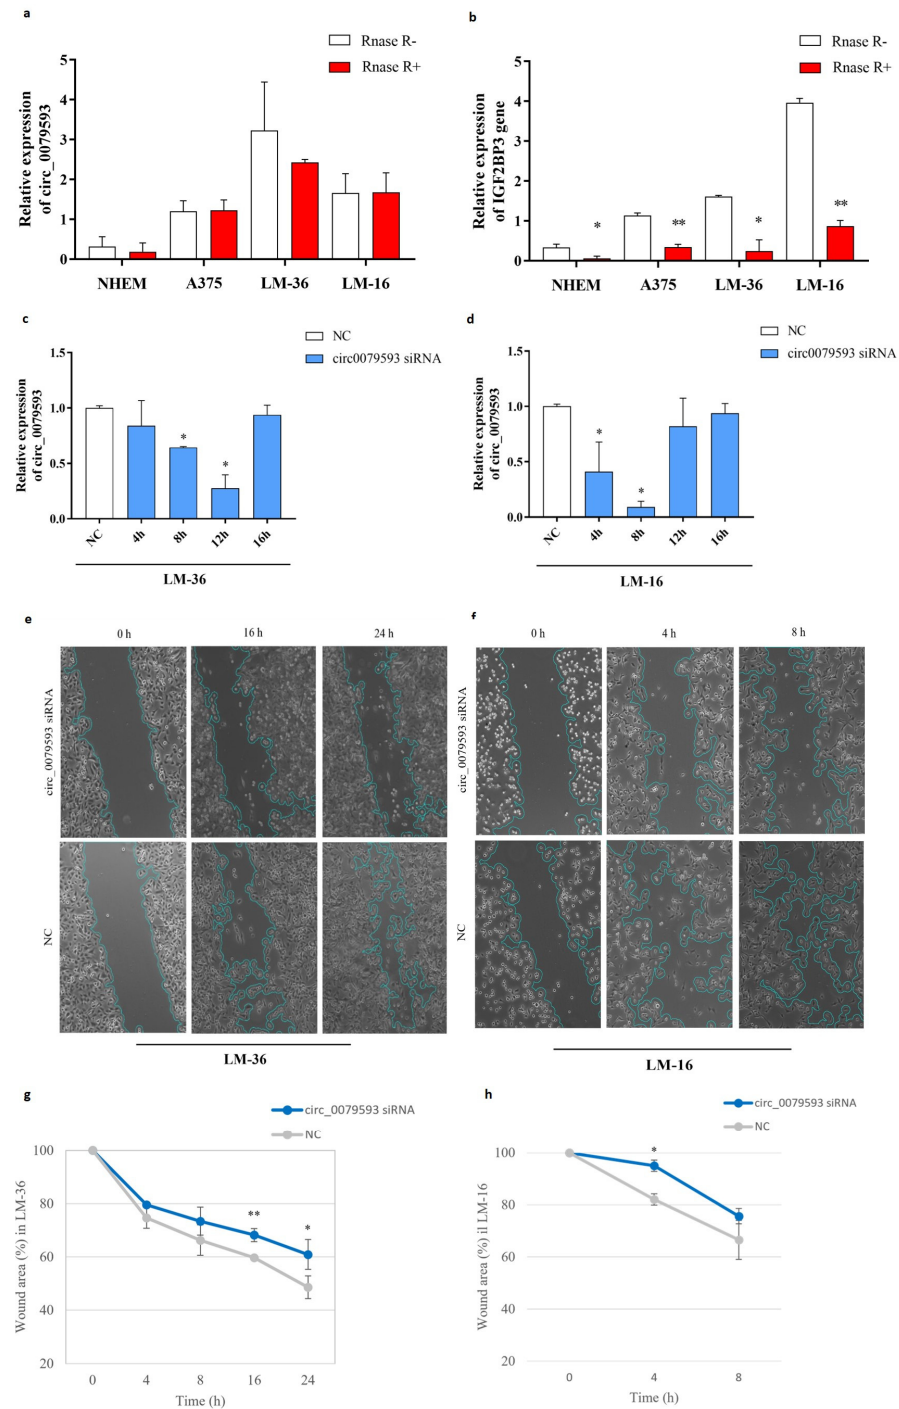 a
Rnase R-
Rnase R+
Relative expression
of circ_0079593
5
4
3
2
1
0
NHEM
A375
LM-36
LM-16
b
Rnase R-
Rnase R+
Relative expression
of IGF2BP3 gene
5
4
3
2
1
0
*
**
*
**
NHEM
A375
LM-36
LM-16
c
NC
circ0079593 siRNA
Relative expression
of circ_0079593
1.5
1.0
0.5
0.0
*
*
NC
4h
8h
12h
16h
LM-36
d
NC
circ0079593 siRNA
Relative expression
of circ_0079593
1.5
1.0
0.5
0.0
*
*
NC
4h
8h
12h
16h
LM-16
e
0 h
16 h
24 h
circ_0079593 siRNA
NC
LM-36
f
0 h
4 h
8 h
circ_0079593 siRNA
NC
LM-16
g
circ_0079593 siRNA
NC
Wound area (%) in LM-36
100
80
60
40
20
**
*
0
4
8
16
24
Time (h)
h
circ_0079593 siRNA
NC
Wound area (%) il LM-16
100
80
60
40
20
*
0
4
8
Time (h)